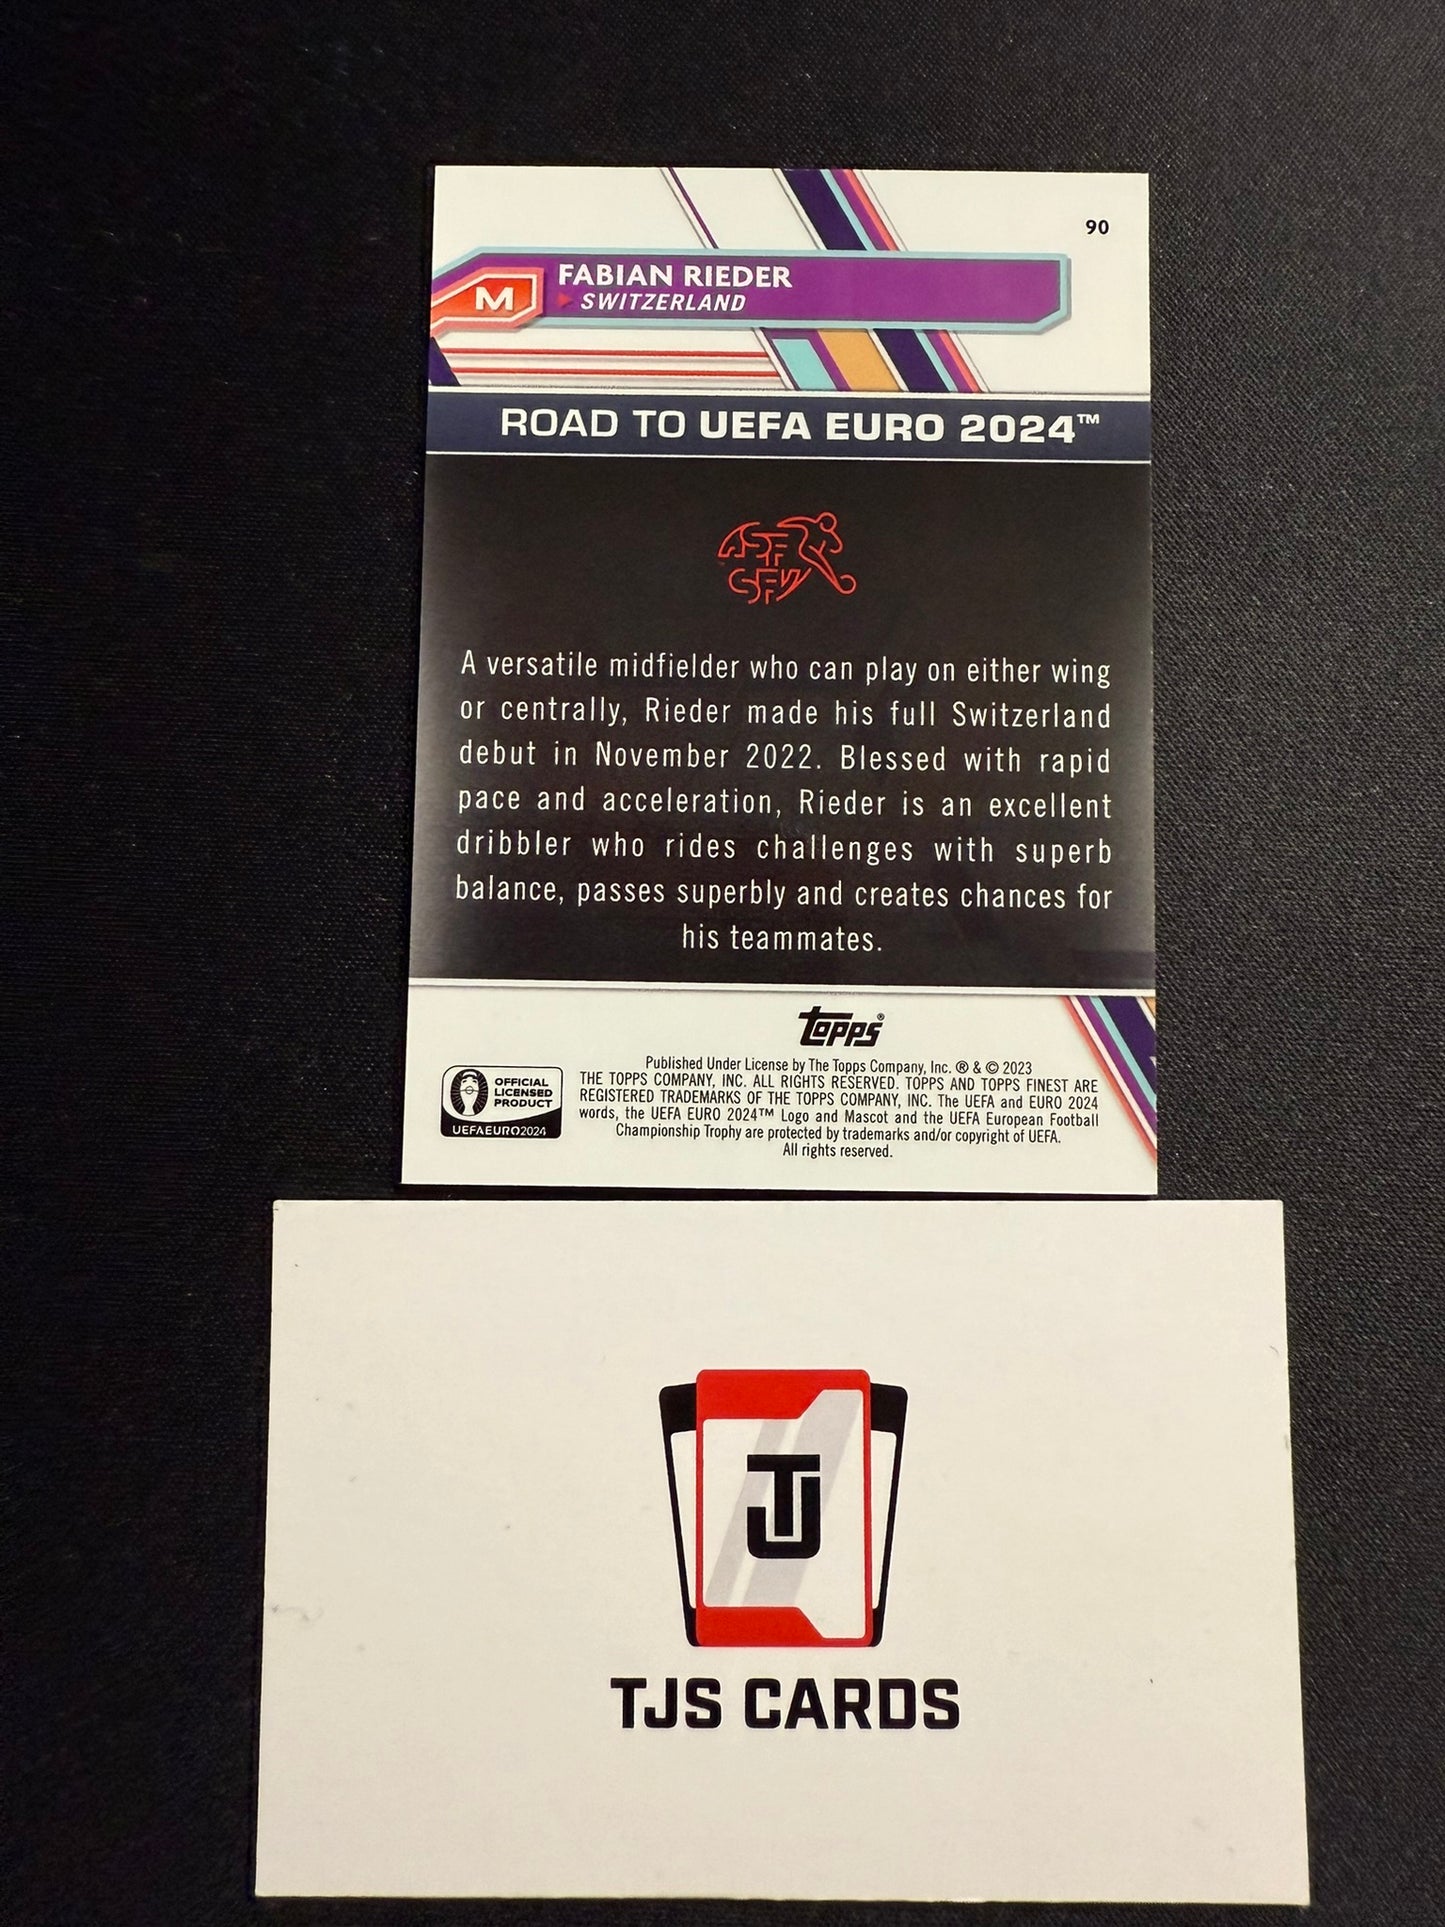 90
M
FABIAN RIEDER
SWITZERLAND
ROAD TO UEFA EURO 2024™
ASF
SFV
A versatile midfielder who can play on either wing
or centrally, Rieder made his full Switzerland
debut in November 2022. Blessed with rapid
pace and acceleration, Rieder is an excellent
dribbler who rides challenges with superb
balance, passes superbly and creates chances for
his teammates.
topps®
Published Under License by The Topps Company, Inc. ® & © 2023
THE TOPPS COMPANY, INC. ALL RIGHTS RESERVED. TOPPS AND TOPPS FINEST ARE
REGISTERED TRADEMARKS OF THE TOPPS COMPANY, INC. The UEFA and EURO 2024
words, the UEFA EURO 2024™ Logo and Mascot and the UEFA European Football
Championship Trophy are protected by trademarks and/or copyright of UEFA.
All rights reserved.
OFFICIAL
LICENSED
PRODUCT
UEFAEURO2024
TJ
TJS CARDS